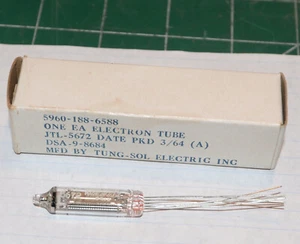 5960-188-6588
ONE EA ELECTRON TUBE
JTL-5672 DATE PKD 3/64 (A)
DSA-9-8684
MFD BY TUNG-SOL ELECTRIC INC